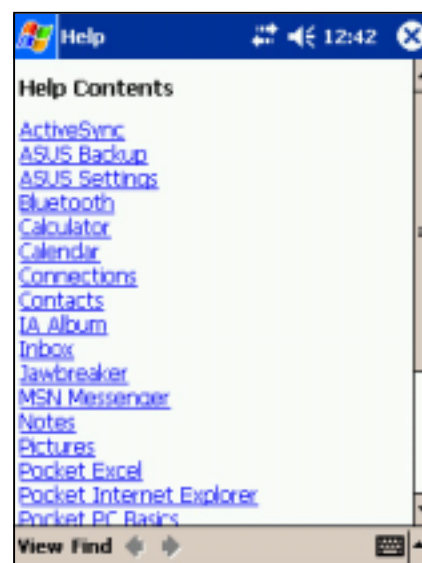 Help 12:42
Help Contents
ActiveSync
ASUS Backup
ASUS Settings
Bluetooth
Calculator
Calendar
Connections
Contacts
IA Album
Inbox
Jawbreaker
MSN Messenger
Notes
Pictures
Pocket Excel
Pocket Internet Explorer
Pocket PC Basics
View Find